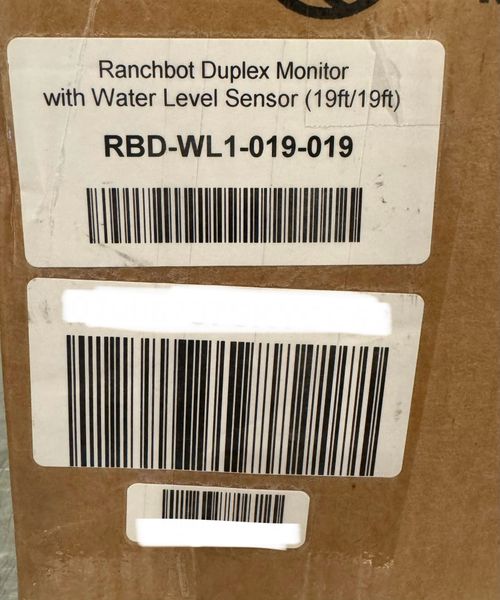 Ranchbot Duplex Monitor
with Water Level Sensor (19ft/19ft)
RBD-WL1-019-019